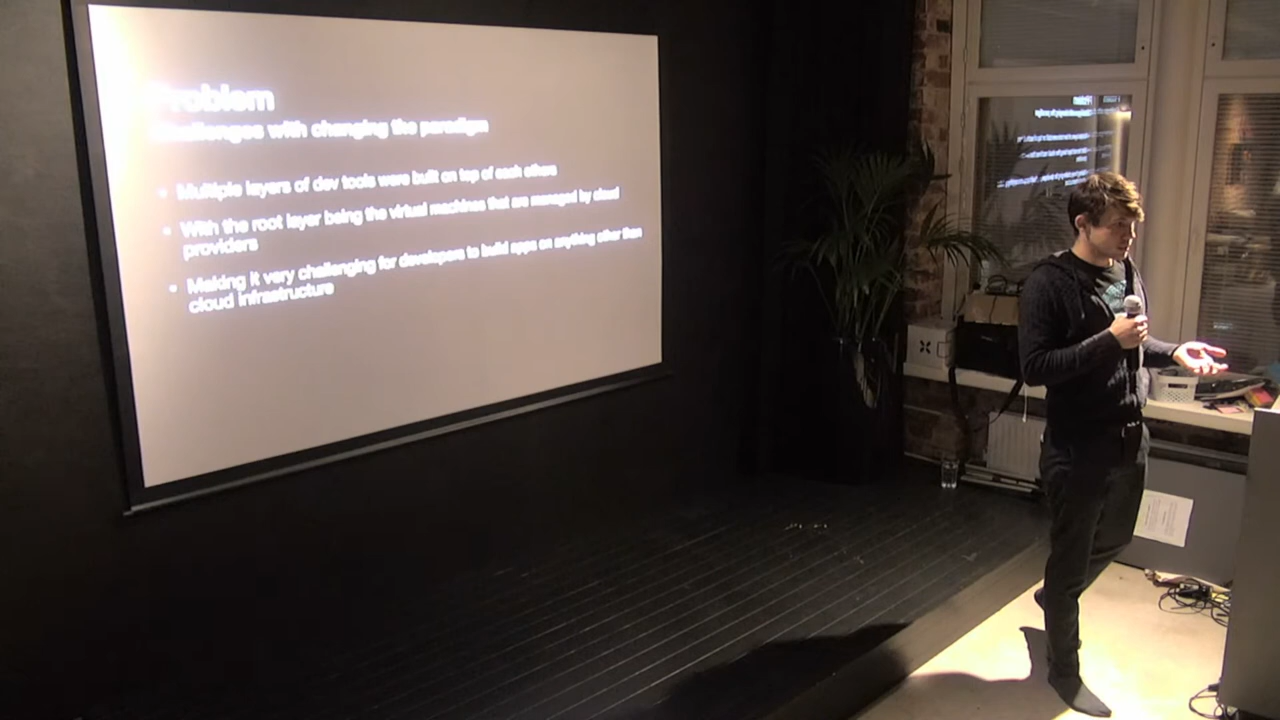 Problem
Challenges with changing the paradigm
Multiple layers of dev tools were built on top of each others
With the root layer being the virtual machines that are managed by cloud
providers
Making it very challenging for developers to build apps on anything other than
cloud infrastructure